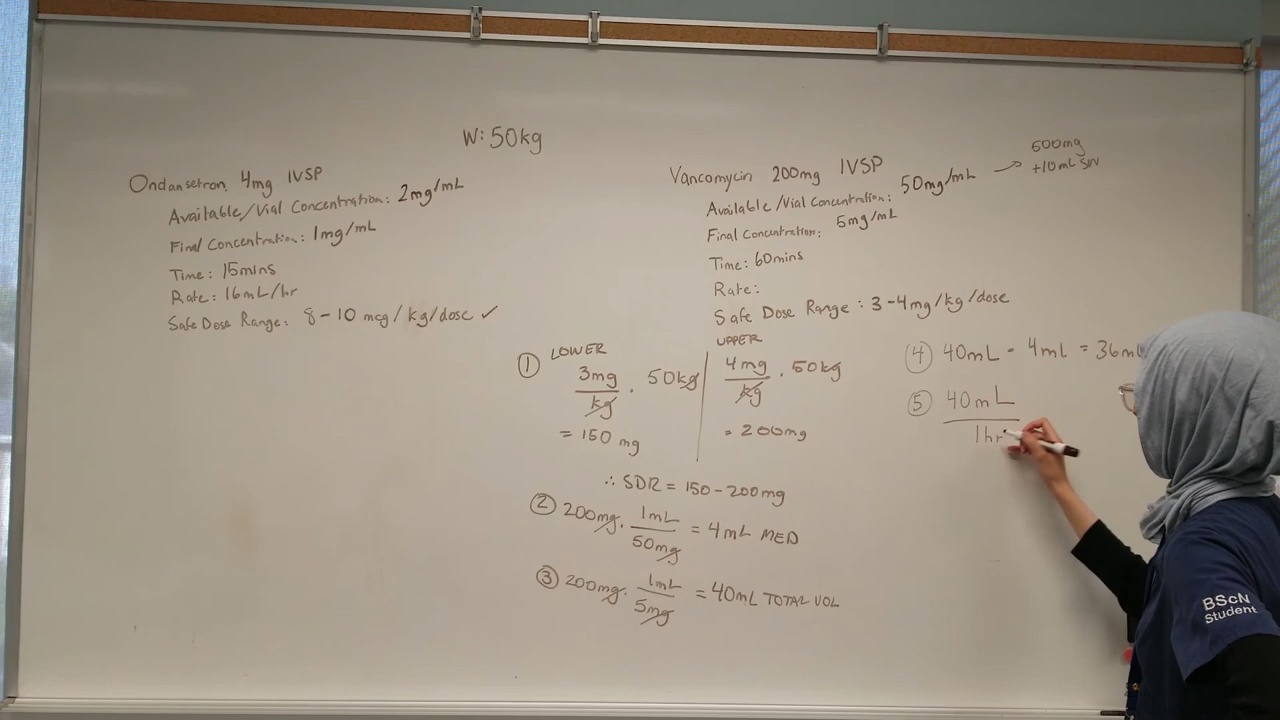 W: 50kg
Ondansetron 4mg IVSP
Available/Vial Concentration: 2mg/mL
Final Concentration: 1mg/mL
Time: 15mins
Rate: 16mL/hr
Safe Dose Range: 8-10 mcg/kg/dose ✓
Vancomycin 200mg IVSP
Available/Vial Concentration: 50mg/mL → 500mg
+10mL
Final Concentration: 5mg/mL
Time: 60mins
Rate:
Safe Dose Range: 3-4mg/kg/dose
① LOWER
3mg/kg · 50kg
= 150 mg
UPPER
4mg/kg · 50kg
= 200mg
∴ SDR = 150-200mg
② 200mg · 1mL/50mg = 4mL MED
③ 200mg · 1mL/5mg = 40mL TOTAL VOL
④ 40mL - 4mL = 36mL
⑤ 40mL
1hr
BScN
Student